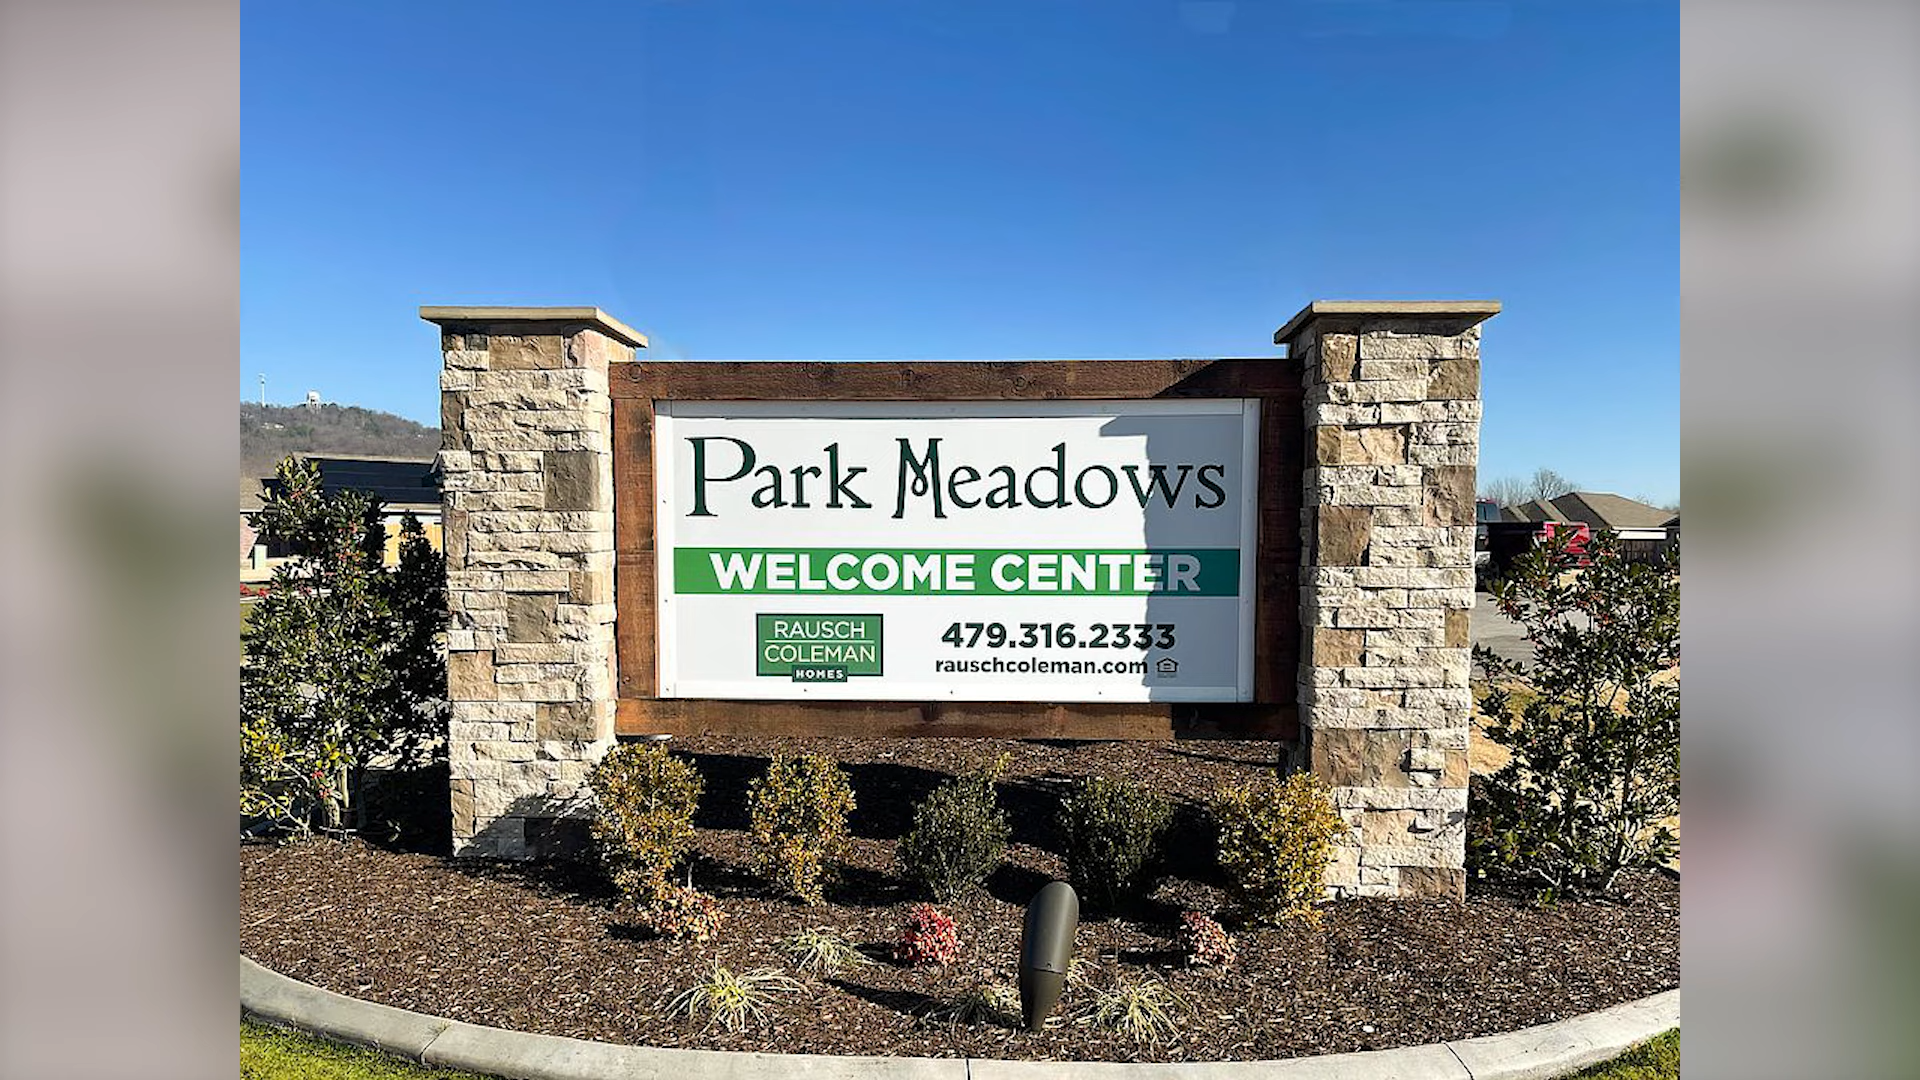 Park Meadows
WELCOME CENTER
RAUSCH
COLEMAN
HOMES
479.316.2333
rauschcoleman.com